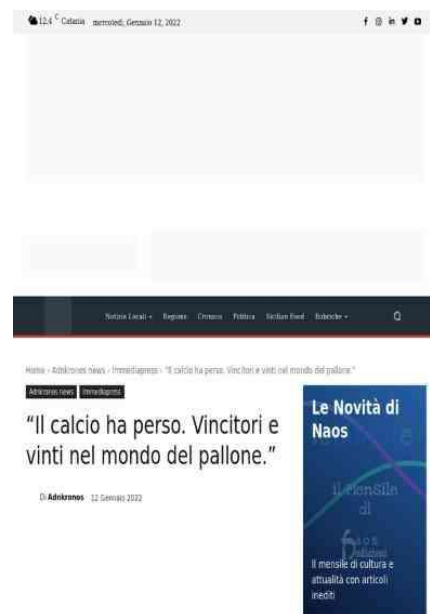 12.4 C Catania mercoledì, Gennaio 12, 2022
Notizie Locali Regione Cronaca Politica Sicilian Food Rubriche
Home › Adnkronos news › Immediapress › "Il calcio ha perso. Vincitori e vinti nel mondo del pallone."
Adnkronos news Immediapress
“Il calcio ha perso. Vincitori e
vinti nel mondo del pallone.”
Di Adnkronos 12 Gennaio 2022
Le Novità di
Naos
il Mensile
di
naos
edizioni
Il mensile di cultura e
attualità con articoli
inediti